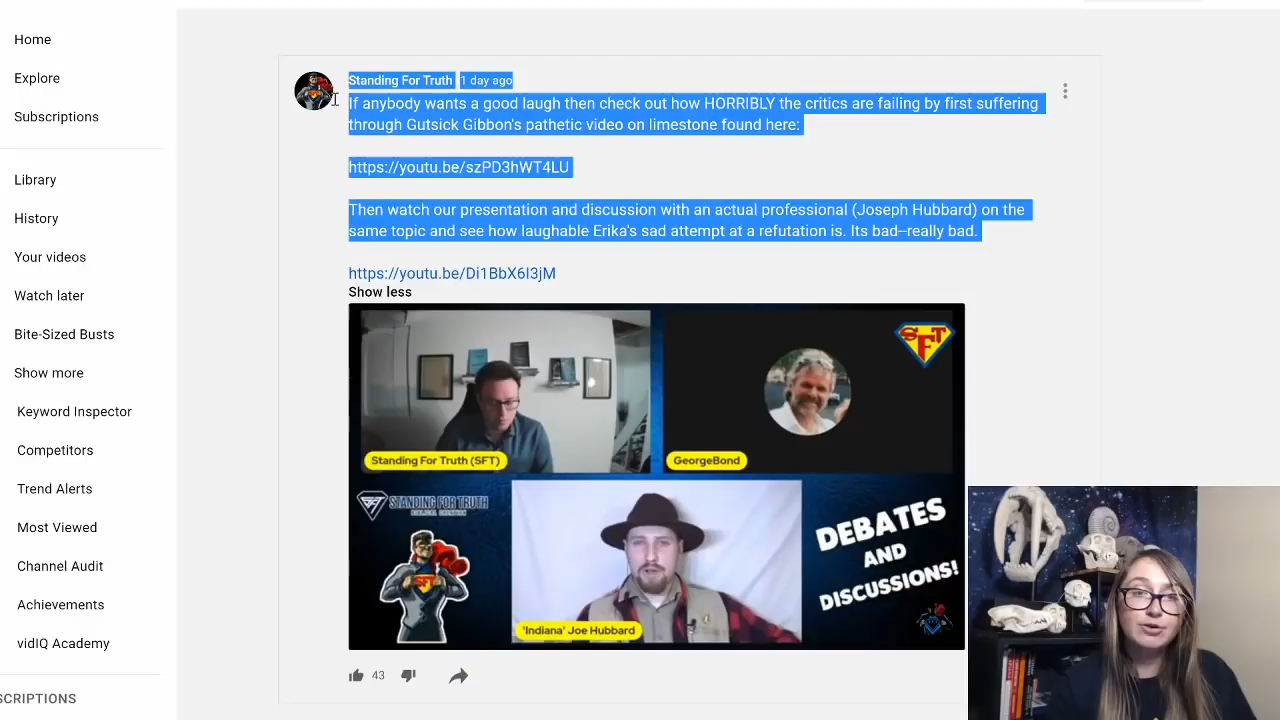 Home
Explore
Subscriptions
Library
History
Your videos
Watch later
Bite-Sized Busts
Show more
Keyword Inspector
Competitors
Trend Alerts
Most Viewed
Channel Audit
Achievements
vidIQ Academy
SCRIPTIONS
Standing For Truth 1 day ago
If anybody wants a good laugh then check out how HORRIBLY the critics are failing by first suffering
through Gutsick Gibbon's pathetic video on limestone found here:
https://youtu.be/szPD3hWT4LU
Then watch our presentation and discussion with an actual professional (Joseph Hubbard) on the
same topic and see how laughable Erika's sad attempt at a refutation is. Its bad--really bad.
https://youtu.be/Di1BbX6I3jM
Show less
SFT
Standing For Truth (SFT)
GeorgeBond
SFT
STANDING FOR TRUTH
BIBLICAL CREATION
SFT
'Indiana' Joe Hubbard
DEBATES
AND
DISCUSSIONS!
43